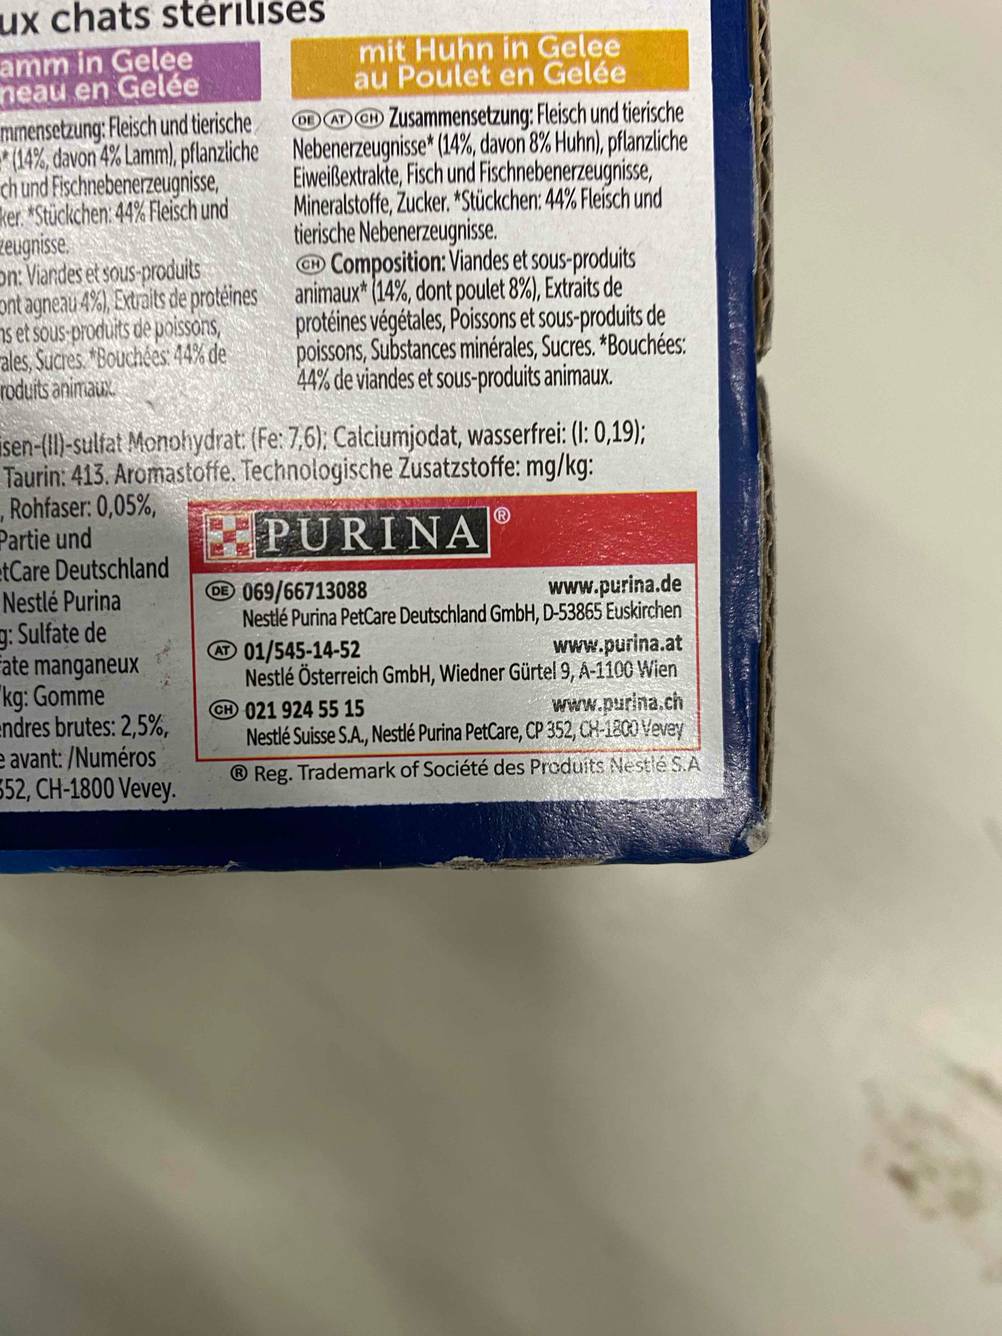 ux chats stérilisés
amm in Gelee
neau en Gelée
mmensetzung: Fleisch und tierische
* (14%, davon 4% Lamm), pflanzliche
ch und Fischnebenerzeugnisse,
ker. *Stückchen: 44% Fleisch und
zeugnisse.
on: Viandes et sous-produits
ont agneau 4%), Extraits de protéines
ns et sous-produits de poissons,
ales, Sucres. *Bouchées: 44% de
roduits animaux.
mit Huhn in Gelee
au Poulet en Gelée
DE AT CH Zusammensetzung: Fleisch und tierische
Nebenerzeugnisse* (14%, davon 8% Huhn), pflanzliche
Eiweißextrakte, Fisch und Fischnebenerzeugnisse,
Mineralstoffe, Zucker. *Stückchen: 44% Fleisch und
tierische Nebenerzeugnisse.
CH Composition: Viandes et sous-produits
animaux* (14%, dont poulet 8%), Extraits de
protéines végétales, Poissons et sous-produits de
poissons, Substances minérales, Sucres. *Bouchées:
44% de viandes et sous-produits animaux.
isen-(II)-sulfat Monohydrat: (Fe: 7,6); Calciumjodat, wasserfrei: (I: 0,19);
Taurin: 413. Aromastoffe. Technologische Zusatzstoffe: mg/kg:
, Rohfaser: 0,05%,
Partie und
etCare Deutschland
Nestlé Purina
g: Sulfate de
fate manganeux
/kg: Gomme
endres brutes: 2,5%,
e avant: /Numéros
352, CH-1800 Vevey.
PURINA®
DE 069/66713088 www.purina.de
Nestlé Purina PetCare Deutschland GmbH, D-53865 Euskirchen
AT 01/545-14-52 www.purina.at
Nestlé Österreich GmbH, Wiedner Gürtel 9, A-1100 Wien
CH 021 924 55 15 www.purina.ch
Nestlé Suisse S.A., Nestlé Purina PetCare, CP 352, CH-1800 Vevey
® Reg. Trademark of Société des Produits Nestlé S.A